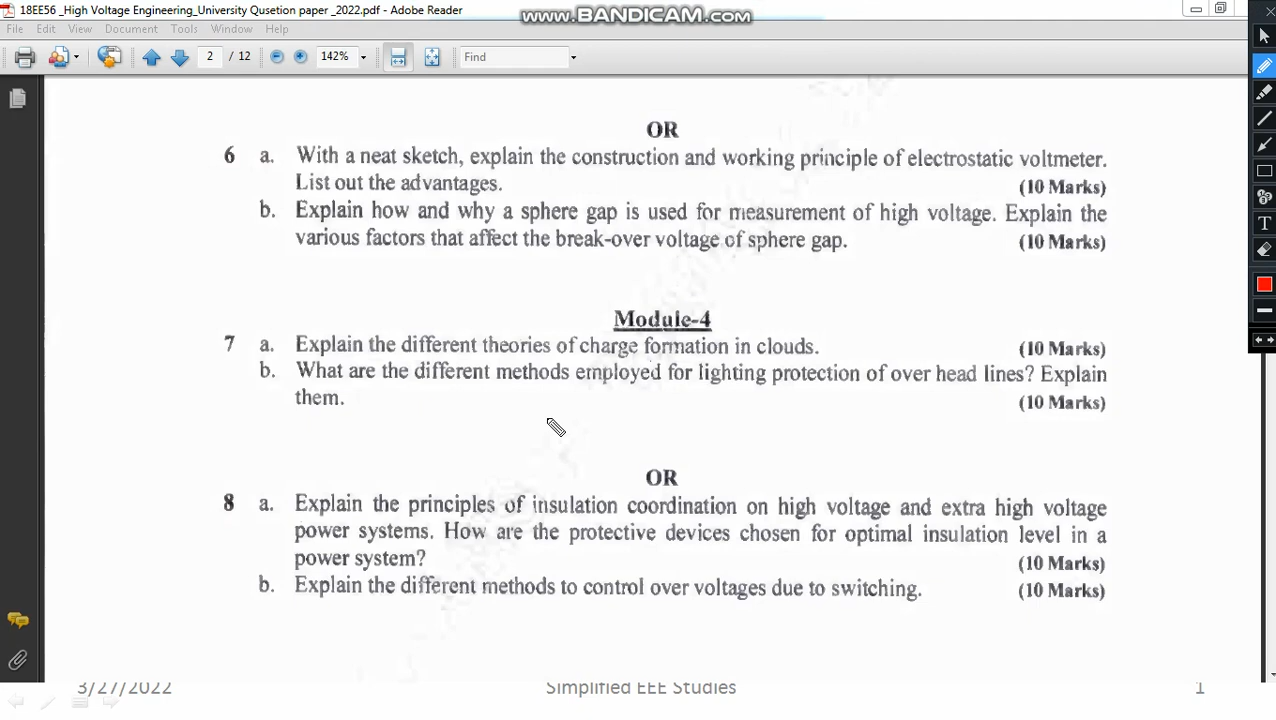 18EE56 _High Voltage Engineering_University Qusetion paper _2022.pdf - Adobe Reader
www.BANDICAM.com
File Edit View Document Tools Window Help
2 / 12 142% Find
OR
6 a. With a neat sketch, explain the construction and working principle of electrostatic voltmeter.
List out the advantages. (10 Marks)
b. Explain how and why a sphere gap is used for measurement of high voltage. Explain the
various factors that affect the break-over voltage of sphere gap. (10 Marks)
Module-4
7 a. Explain the different theories of charge formation in clouds. (10 Marks)
b. What are the different methods employed for lighting protection of over head lines? Explain
them. (10 Marks)
OR
8 a. Explain the principles of insulation coordination on high voltage and extra high voltage
power systems. How are the protective devices chosen for optimal insulation level in a
power system? (10 Marks)
b. Explain the different methods to control over voltages due to switching. (10 Marks)
3/27/2022 Simplified EEE Studies 1